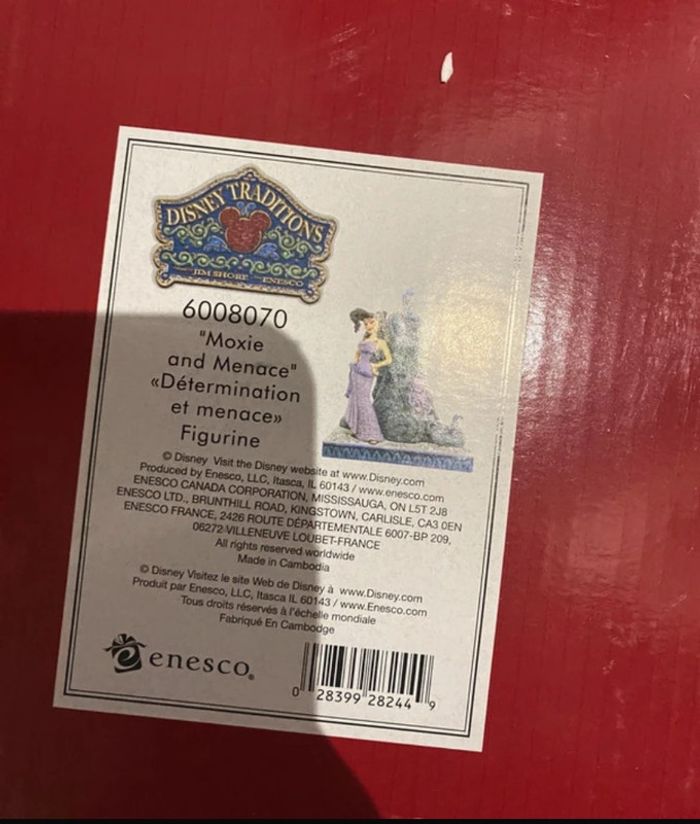 DISNEY TRADITIONS
JIM SHORE ENESCO
6008070
"Moxie
and Menace"
«Détermination
et menace»
Figurine
© Disney Visit the Disney website at www.Disney.com
Produced by Enesco, LLC, Itasca, IL 60143 / www.enesco.com
ENESCO CANADA CORPORATION, MISSISSAUGA, ON L5T 2J8
ENESCO LTD., BRUNTHILL ROAD, KINGSTOWN, CARLISLE, CA3 0EN
ENESCO FRANCE, 2426 ROUTE DÉPARTEMENTALE 6007-BP 209,
06272 VILLENEUVE LOUBET-FRANCE
All rights reserved worldwide
Made in Cambodia
© Disney Visitez le site Web de Disney à www.Disney.com
Produit par Enesco, LLC, Itasca IL 60143 / www.Enesco.com
Tous droits réservés à l'échelle mondiale
Fabriqué En Cambodge
enesco®
0 28399 28244 9